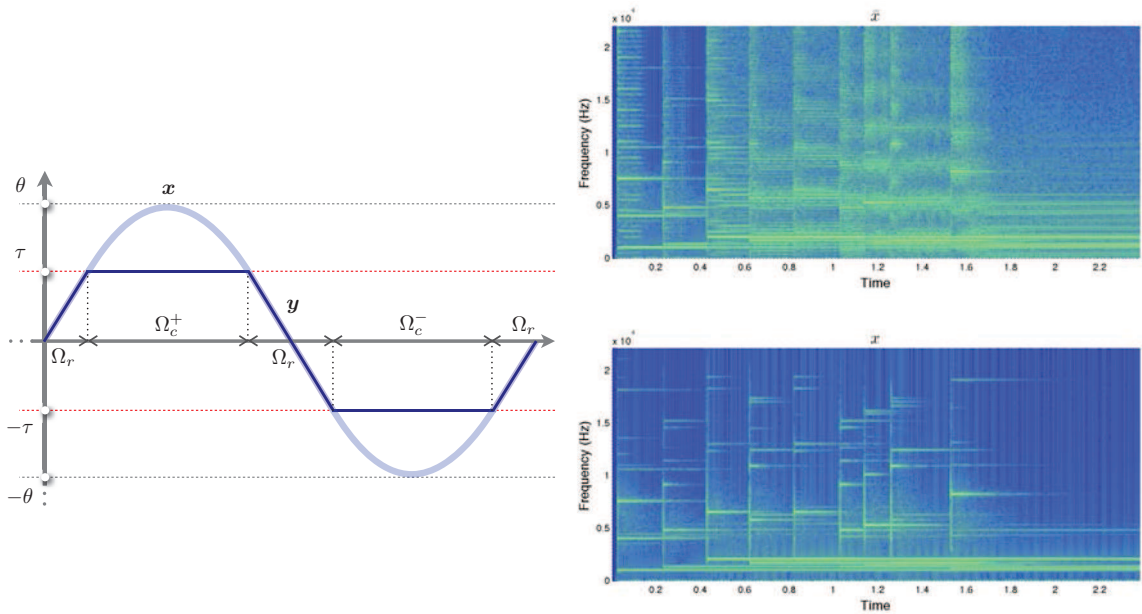 θ
x
τ
y
Ω_c^+
Ω_c^-
Ω_r
Ω_r
Ω_r
−τ
−θ
x̄
x 10^4
2
1.5
1
0.5
0
Frequency (Hz)
0.2 0.4 0.6 0.8 1 1.2 1.4 1.6 1.8 2 2.2
Time
x
x 10^4
2
1.5
1
0.5
0
Frequency (Hz)
0.2 0.4 0.6 0.8 1 1.2 1.4 1.6 1.8 2 2.2
Time